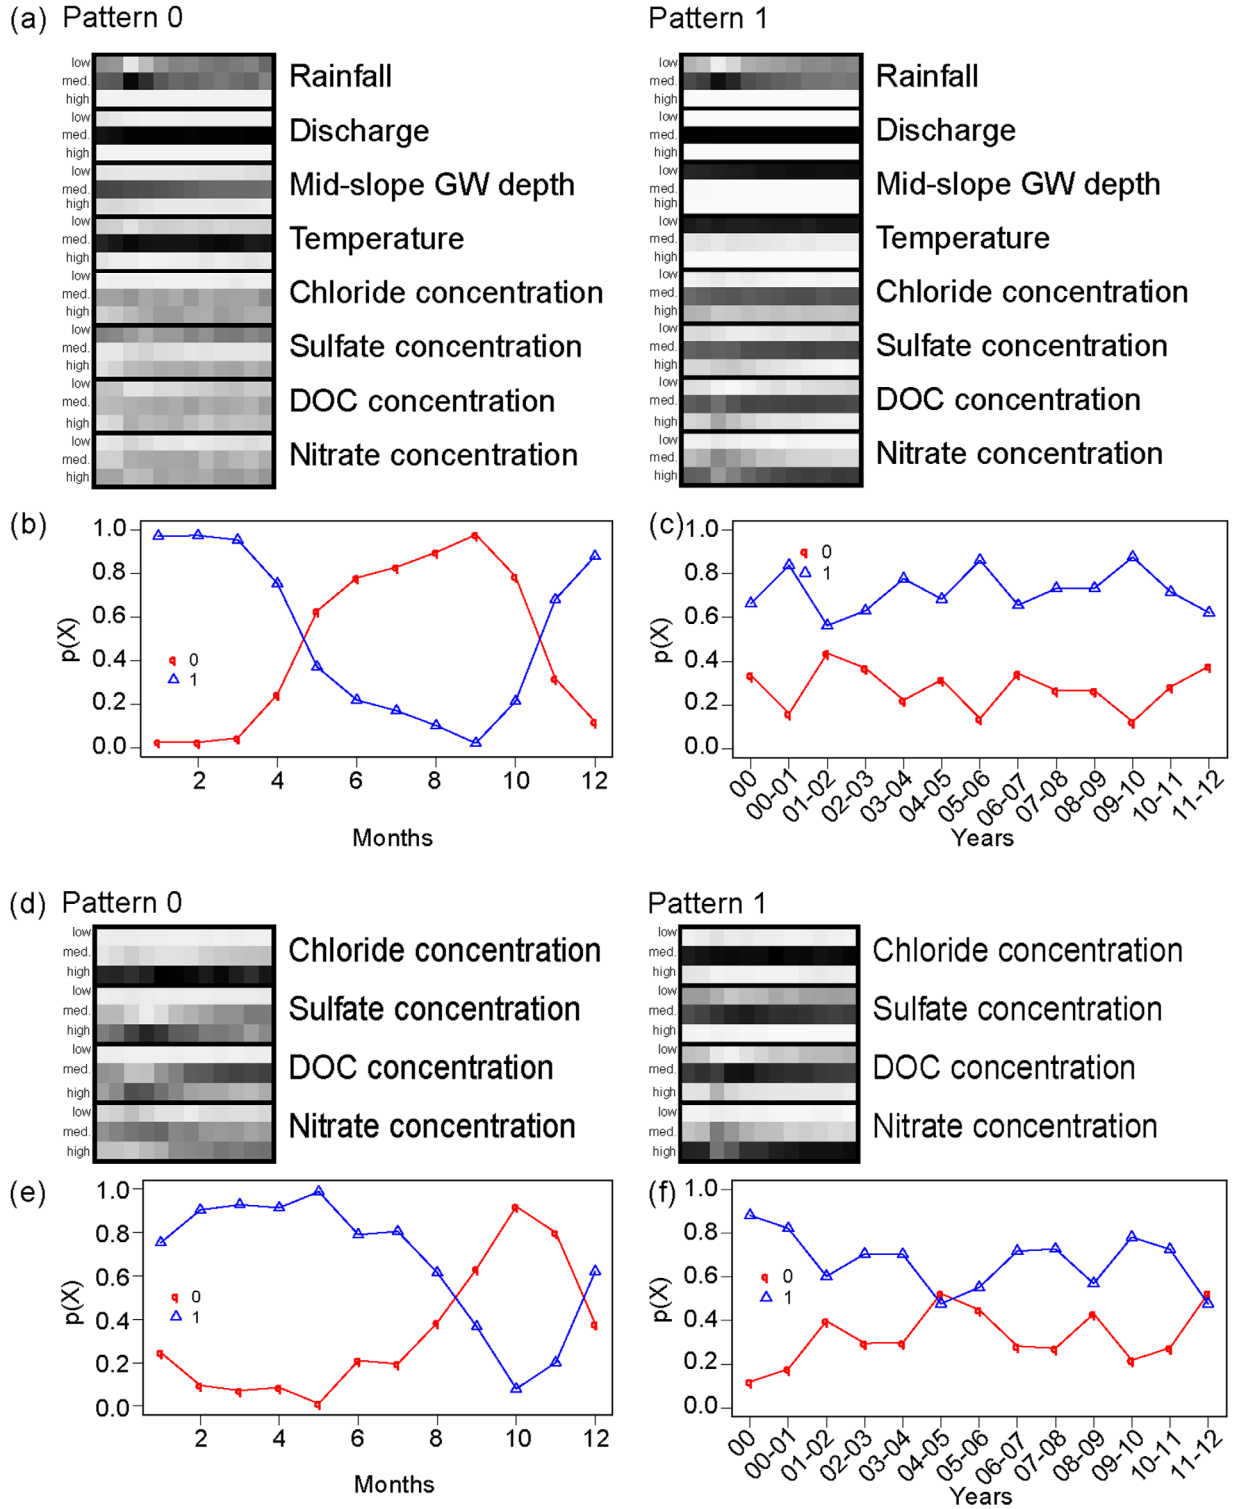 (a) Pattern 0
low
med.
high
Rainfall
low
med.
high
Discharge
low
med.
high
Mid-slope GW depth
low
med.
high
Temperature
low
med.
high
Chloride concentration
low
med.
high
Sulfate concentration
low
med.
high
DOC concentration
low
med.
high
Nitrate concentration
Pattern 1
low
med.
high
Rainfall
low
med.
high
Discharge
low
med.
high
Mid-slope GW depth
low
med.
high
Temperature
low
med.
high
Chloride concentration
low
med.
high
Sulfate concentration
low
med.
high
DOC concentration
low
med.
high
Nitrate concentration
(b)
p(X)
1.0
0.8
0.6
0.4
0.2
0.0
0
1
2 4 6 8 10 12
Months
(c)
p(X)
1.0
0.8
0.6
0.4
0.2
0.0
0
1
00 00-01 01-02 02-03 03-04 04-05 05-06 06-07 07-08 08-09 09-10 10-11 11-12
Years
(d) Pattern 0
low
med.
high
Chloride concentration
low
med.
high
Sulfate concentration
low
med.
high
DOC concentration
low
med.
high
Nitrate concentration
Pattern 1
low
med.
high
Chloride concentration
low
med.
high
Sulfate concentration
low
med.
high
DOC concentration
low
med.
high
Nitrate concentration
(e)
p(X)
1.0
0.8
0.6
0.4
0.2
0.0
0
1
2 4 6 8 10 12
Months
(f)
p(X)
1.0
0.8
0.6
0.4
0.2
0.0
0
1
00 00-01 01-02 02-03 03-04 04-05 05-06 06-07 07-08 08-09 09-10 10-11 11-12
Years